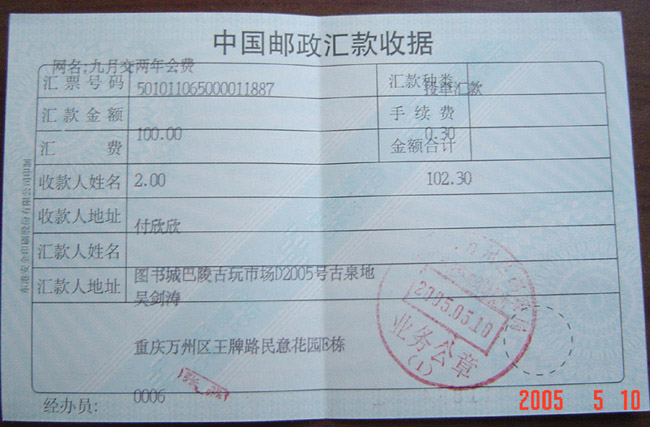 中国邮政汇款收据
网名;九月交两年会费
汇票号码 501011065000011887 汇款种类 按址汇款
汇款金额 100.00 手续费 0.30
汇费 2.00 金额合计 102.30
收款人姓名 付欣欣
收款人地址 图书城巴陵古玩市场D2005号古泉地
汇款人姓名 吴剑涛
汇款人地址 重庆万州区王牌路民意花园E栋
经办员: 0006
2005.05.10
业务公章
(1)
2005 5 10